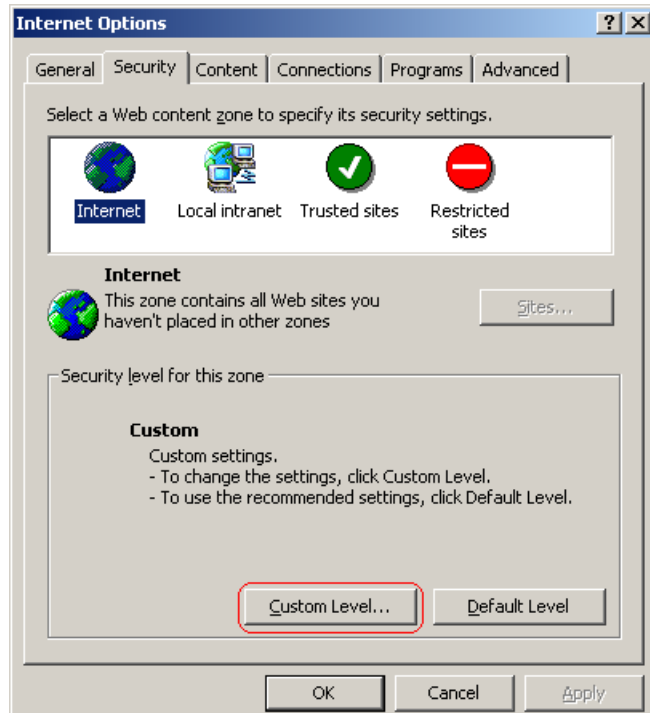 Internet Options
General Security Content Connections Programs Advanced
Select a Web content zone to specify its security settings.
Internet Local intranet Trusted sites Restricted
sites
Internet
This zone contains all Web sites you
haven't placed in other zones
Sites...
Security level for this zone
Custom
Custom settings.
- To change the settings, click Custom Level.
- To use the recommended settings, click Default Level.
Custom Level... Default Level
OK Cancel Apply